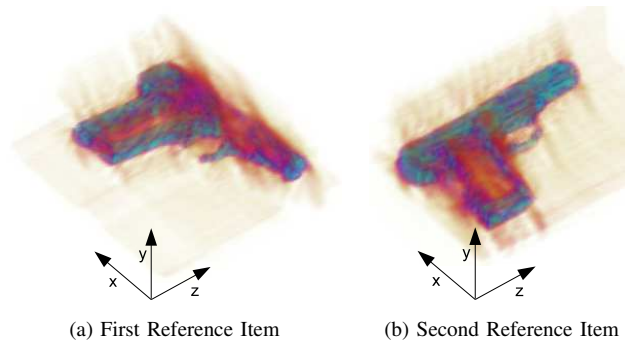 y
x
z
y
x
z
(a) First Reference Item
(b) Second Reference Item